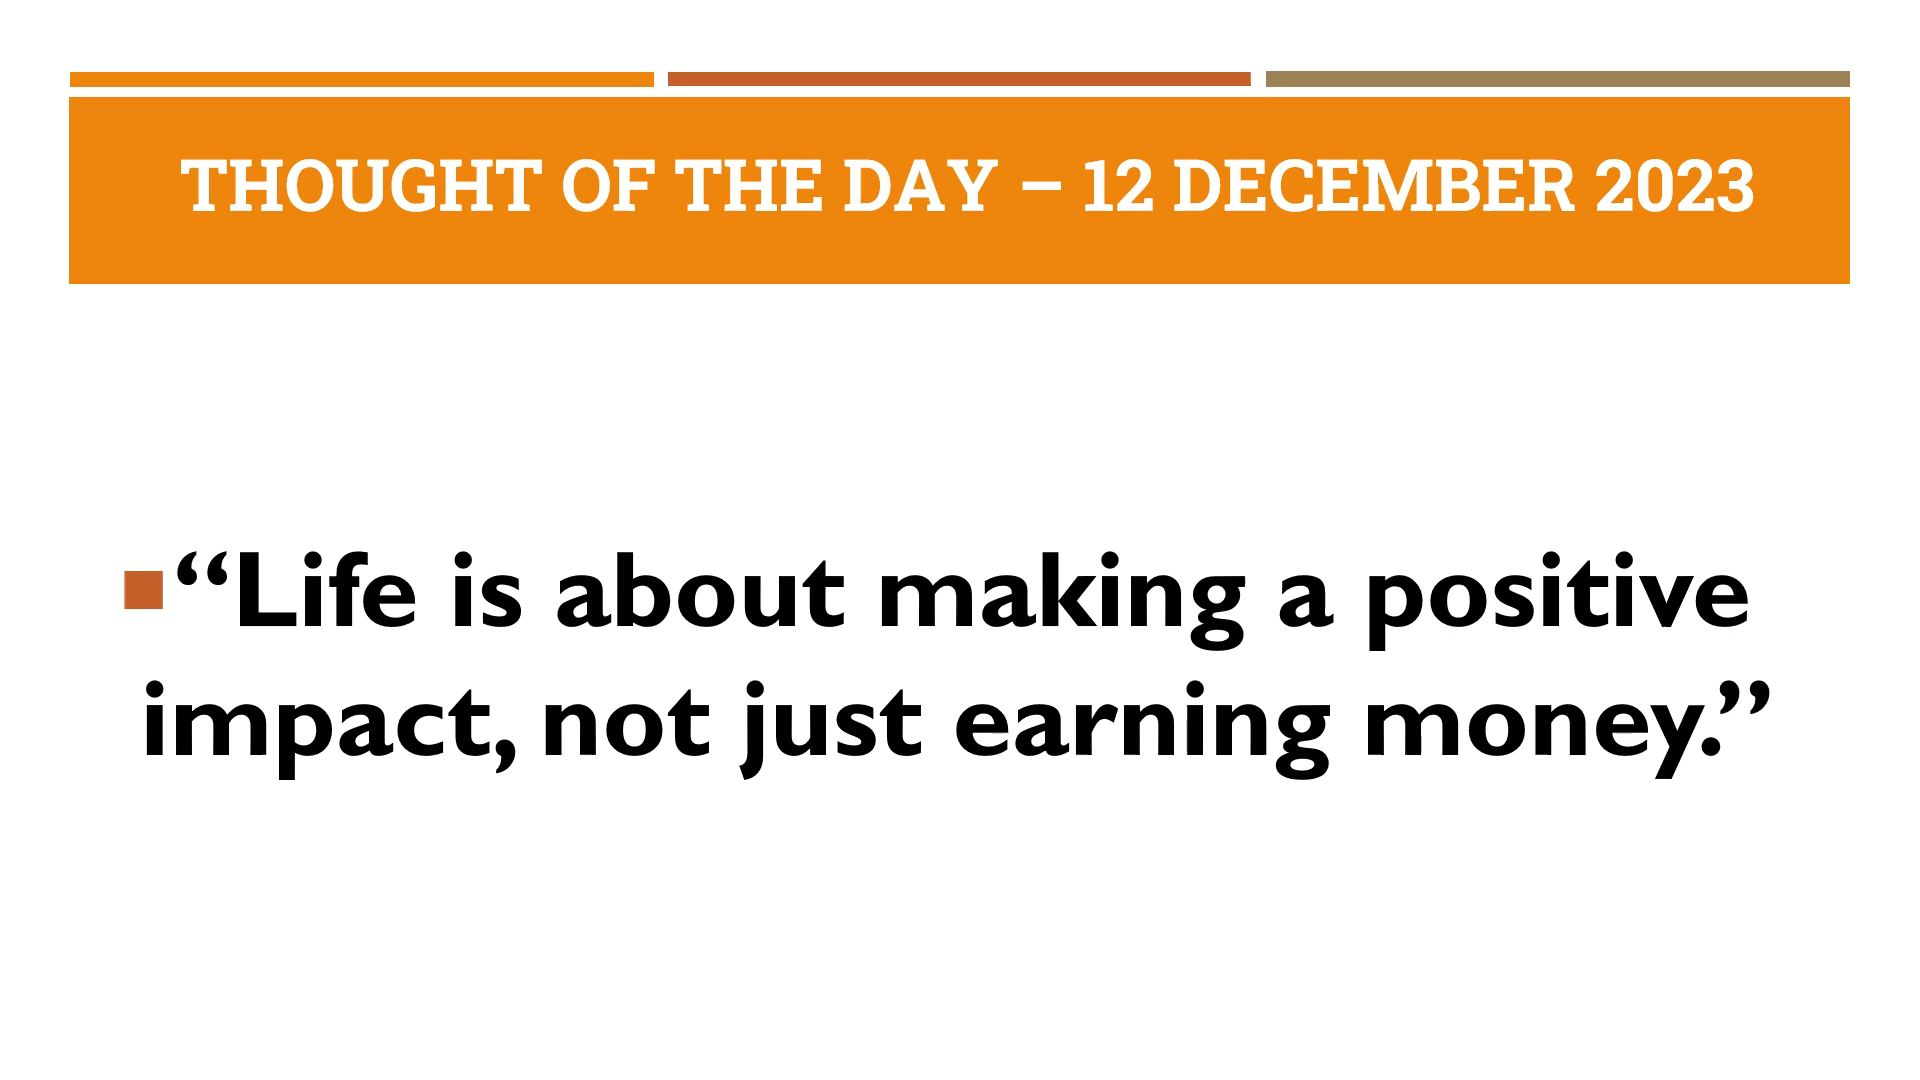 THOUGHT OF THE DAY – 12 DECEMBER 2023
“Life is about making a positive
impact, not just earning money.”